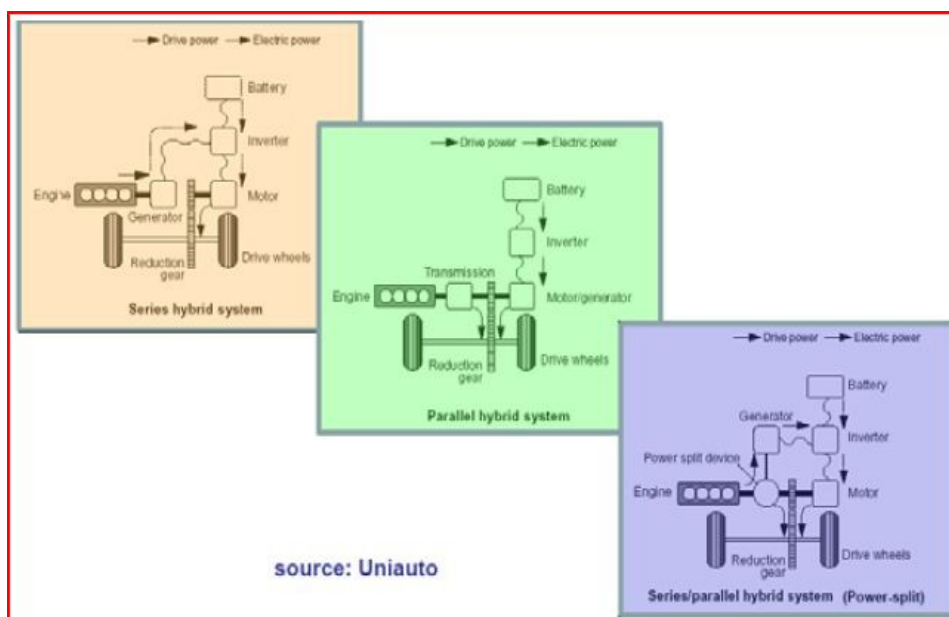 Drive power Electric power
Battery
Inverter
Engine
Motor
Generator
Reduction
gear
Drive wheels
Series hybrid system
Drive power Electric power
Battery
Inverter
Transmission
Engine
Motor/generator
Reduction
gear
Drive wheels
Parallel hybrid system
Drive power Electric power
Battery
Generator
Inverter
Power split device
Engine
Motor
Reduction
gear
Drive wheels
Series/parallel hybrid system (Power-split)
source: Uniauto